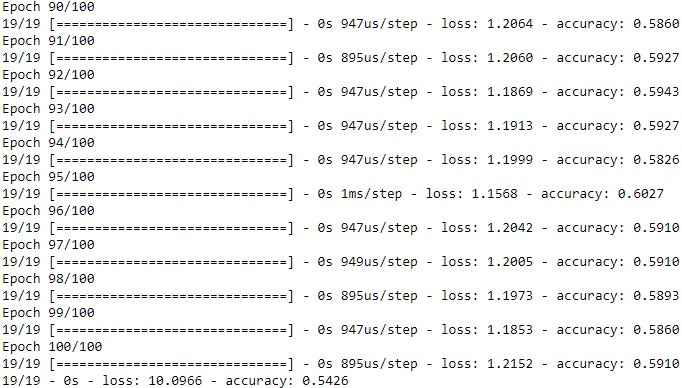 Epoch 90/100
19/19 [==============================] - 0s 947us/step - loss: 1.2064 - accuracy: 0.5860
Epoch 91/100
19/19 [==============================] - 0s 895us/step - loss: 1.2060 - accuracy: 0.5927
Epoch 92/100
19/19 [==============================] - 0s 947us/step - loss: 1.1869 - accuracy: 0.5943
Epoch 93/100
19/19 [==============================] - 0s 947us/step - loss: 1.1913 - accuracy: 0.5927
Epoch 94/100
19/19 [==============================] - 0s 947us/step - loss: 1.1999 - accuracy: 0.5826
Epoch 95/100
19/19 [==============================] - 0s 1ms/step - loss: 1.1568 - accuracy: 0.6027
Epoch 96/100
19/19 [==============================] - 0s 947us/step - loss: 1.2042 - accuracy: 0.5910
Epoch 97/100
19/19 [==============================] - 0s 949us/step - loss: 1.2005 - accuracy: 0.5910
Epoch 98/100
19/19 [==============================] - 0s 895us/step - loss: 1.1973 - accuracy: 0.5893
Epoch 99/100
19/19 [==============================] - 0s 947us/step - loss: 1.1853 - accuracy: 0.5860
Epoch 100/100
19/19 [==============================] - 0s 895us/step - loss: 1.2152 - accuracy: 0.5910
19/19 - 0s - loss: 10.0966 - accuracy: 0.5426